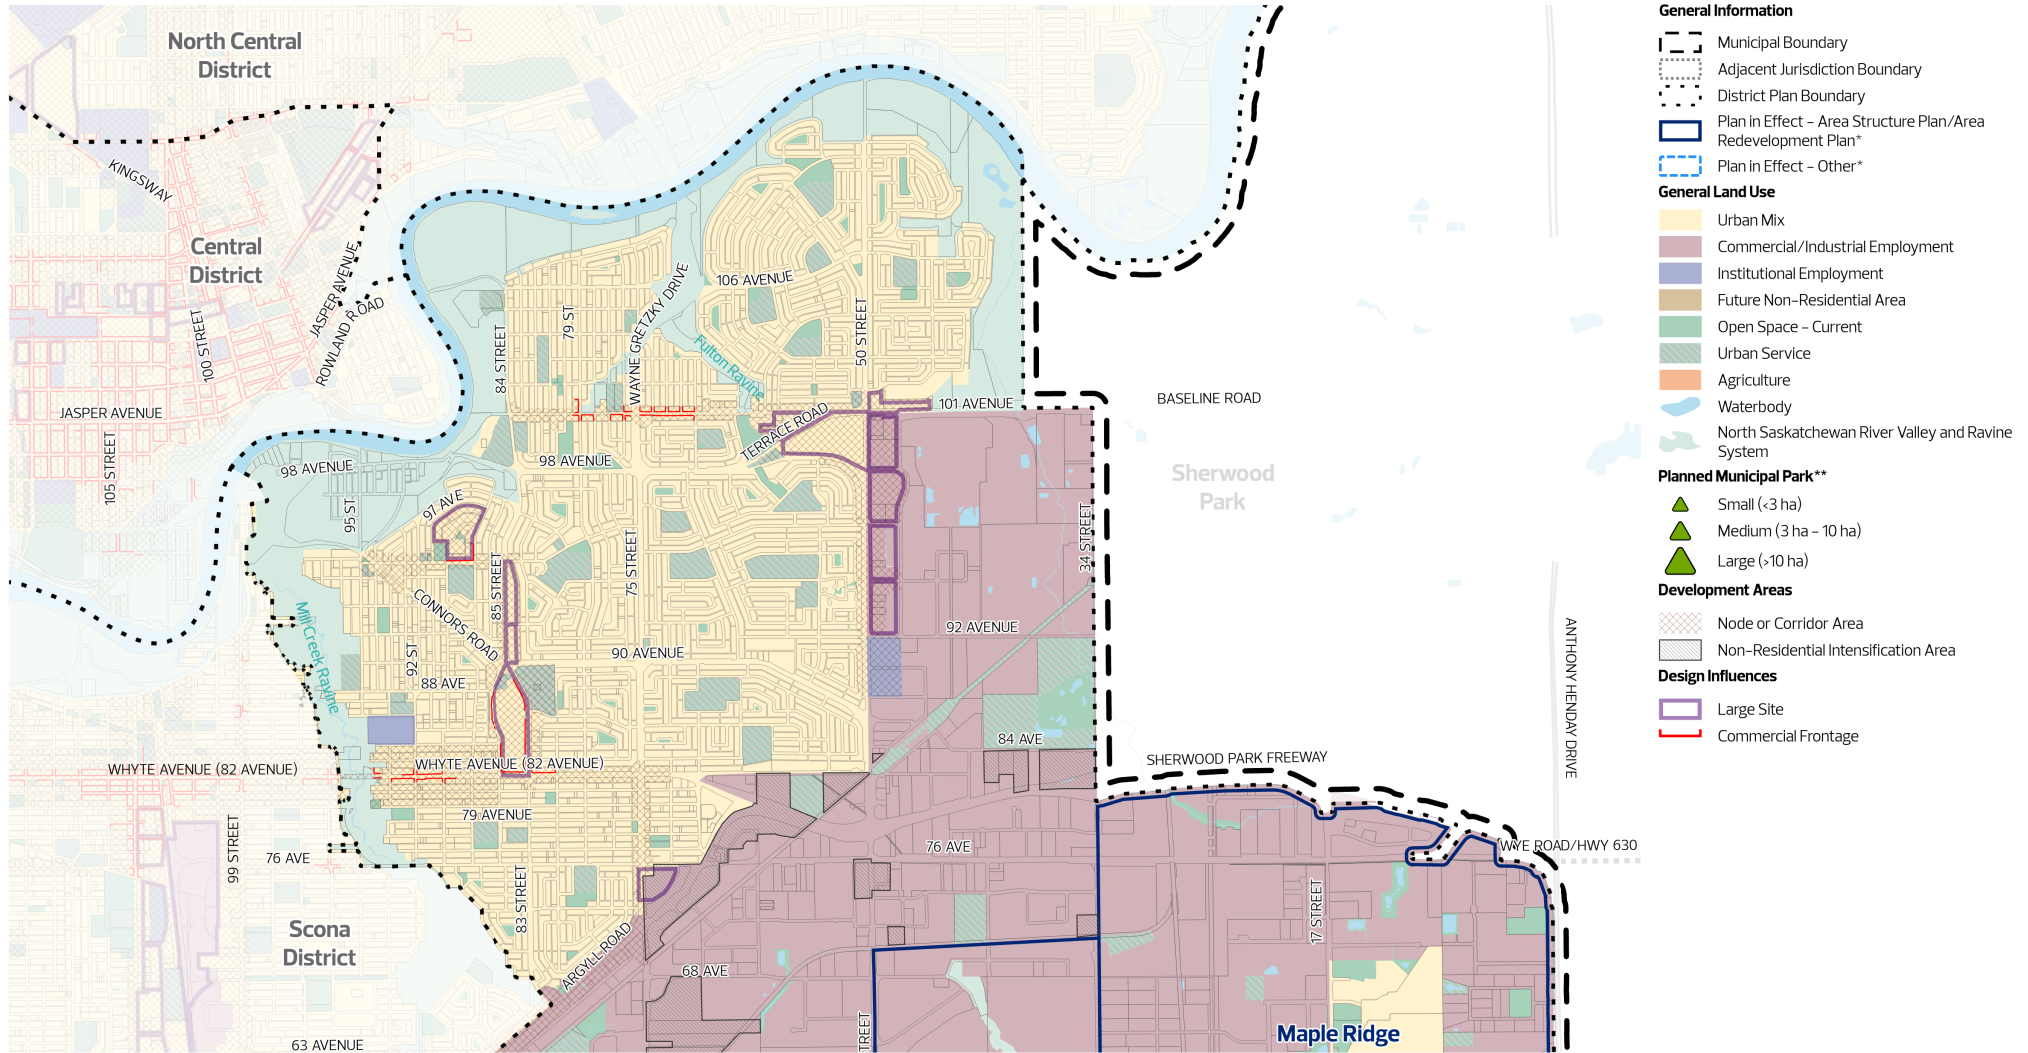 North Central
District
KINGSWAY
Central
District
JASPER AVENUE
ROWLAND ROAD
100 STREET
JASPER AVENUE
105 STREET
98 AVENUE
95 ST
97 AVE
84 STREET
79 ST
WAYNE GRETZKY DRIVE
106 AVENUE
50 STREET
Fulton Ravine
TERRACE ROAD
101 AVENUE
98 AVENUE
BASELINE ROAD
Sherwood
Park
34 STREET
75 STREET
85 STREET
CONNORS ROAD
Mill Creek Ravine
92 ST
88 AVE
90 AVENUE
92 AVENUE
84 AVE
SHERWOOD PARK FREEWAY
ANTHONY HENDAY DRIVE
WHYTE AVENUE (82 AVENUE)
WHYTE AVENUE (82 AVENUE)
79 AVENUE
99 STREET
76 AVE
76 AVE
WYE ROAD/HWY 630
83 STREET
17 STREET
Scona
District
ARGYLL ROAD
68 AVE
63 AVENUE
TREET
Maple Ridge
General Information
Municipal Boundary
Adjacent Jurisdiction Boundary
District Plan Boundary
Plan in Effect - Area Structure Plan/Area
Redevelopment Plan*
Plan in Effect - Other*
General Land Use
Urban Mix
Commercial/Industrial Employment
Institutional Employment
Future Non-Residential Area
Open Space - Current
Urban Service
Agriculture
Waterbody
North Saskatchewan River Valley and Ravine
System
Planned Municipal Park**
Small (<3 ha)
Medium (3 ha - 10 ha)
Large (>10 ha)
Development Areas
Node or Corridor Area
Non-Residential Intensification Area
Design Influences
Large Site
Commercial Frontage